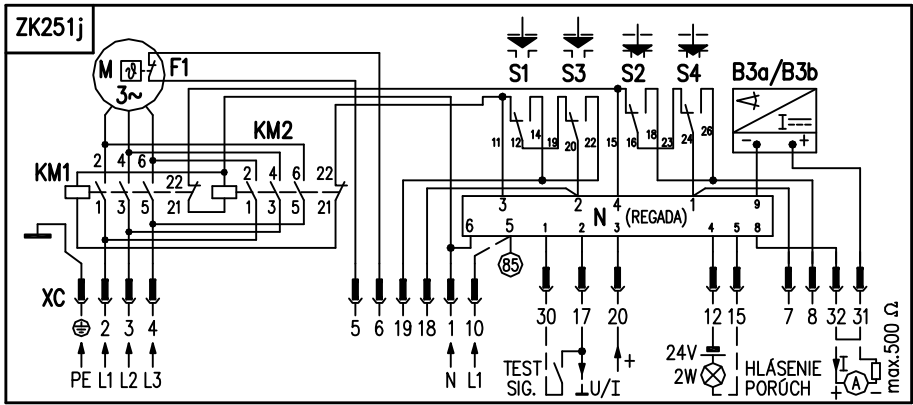 ZK251j
S1 S3 S2 S4 B3a/B3b
M ϑ F1
3~
I
- +
KM2
11 12 14 19 20 22 15 16 18 23 24 26
2 4 6
KM1
22
21
1 3 5
2 4 6 22
1 3 5 21
3 2 4 1 9
N (REGADA)
6 5 1 2 3 4 5 8
85
XC
2 3 4 5 6 19 18 1 10 30 17 20 12 15 7 8 32 31
PE L1 L2 L3 N L1
TEST
SIG.
U/I
+
24V
2W
HLÁSENIE
PORÚCH
I
+ A -
max.500 Ω